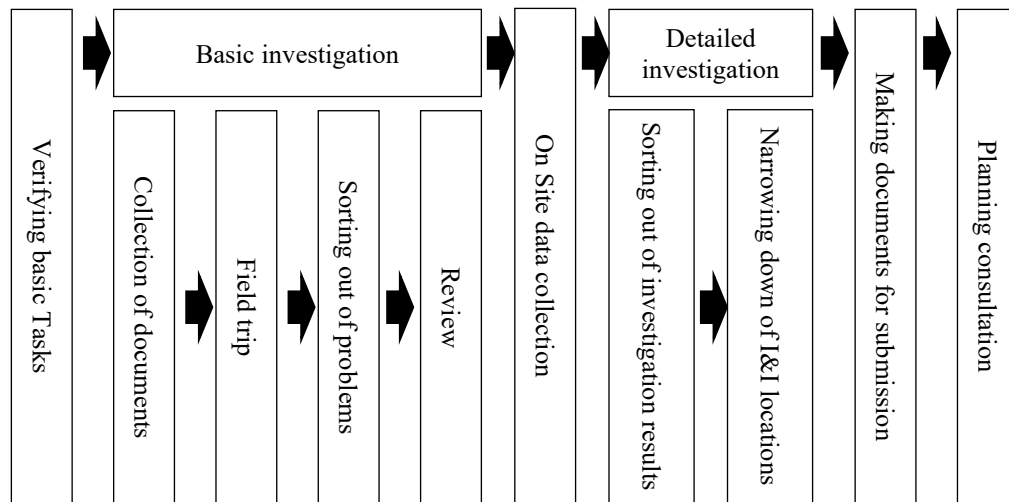 Verifying basic Tasks
Basic investigation
Collection of documents
Field trip
Sorting out of problems
Review
On Site data collection
Detailed
investigation
Sorting out of investigation results
Narrowing down of I&I locations
Making documents for submission
Planning consultation